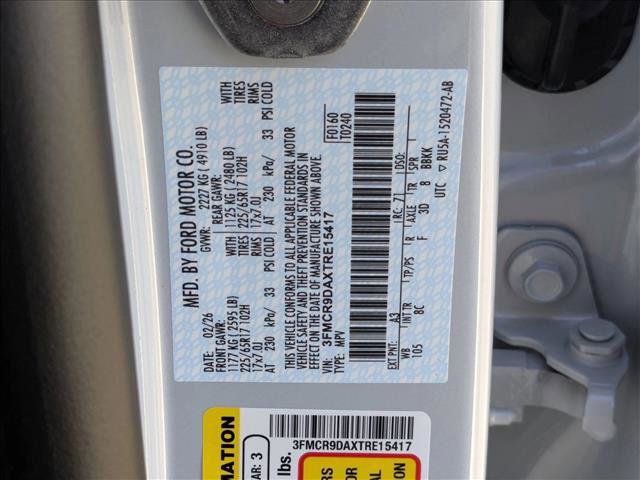 MFD. BY FORD MOTOR CO.
DATE: 02/26 GVWR: 2227 KG ( 4910 LB)
FRONT GAWR: REAR GAWR:
1177 KG ( 2595 LB) 1125 KG ( 2480 LB)
225/65R17 102H TIRES 225/65R17 102H TIRES
17x7.0J RIMS 17x7.0J RIMS
AT 230 kPa/ 33 PSI COLD AT 230 kPa/ 33 PSI COLD
THIS VEHICLE CONFORMS TO ALL APPLICABLE FEDERAL MOTOR
VEHICLE SAFETY AND THEFT PREVENTION STANDARDS IN
EFFECT ON THE DATE OF MANUFACTURE SHOWN ABOVE.
VIN: 3FMCR9DAXTRE15417
TYPE: MPV
F0160
T0240
EXT PNT: A3 RC: 71 DSO:
WB INT TR TP/PS R AXLE TR SPR
105 8C F 3D 8 BBKK
UTC ▽ RU5A-1520472-AB
3FMCR9DAXTRE15417
MATION
AR: 3
lbs.